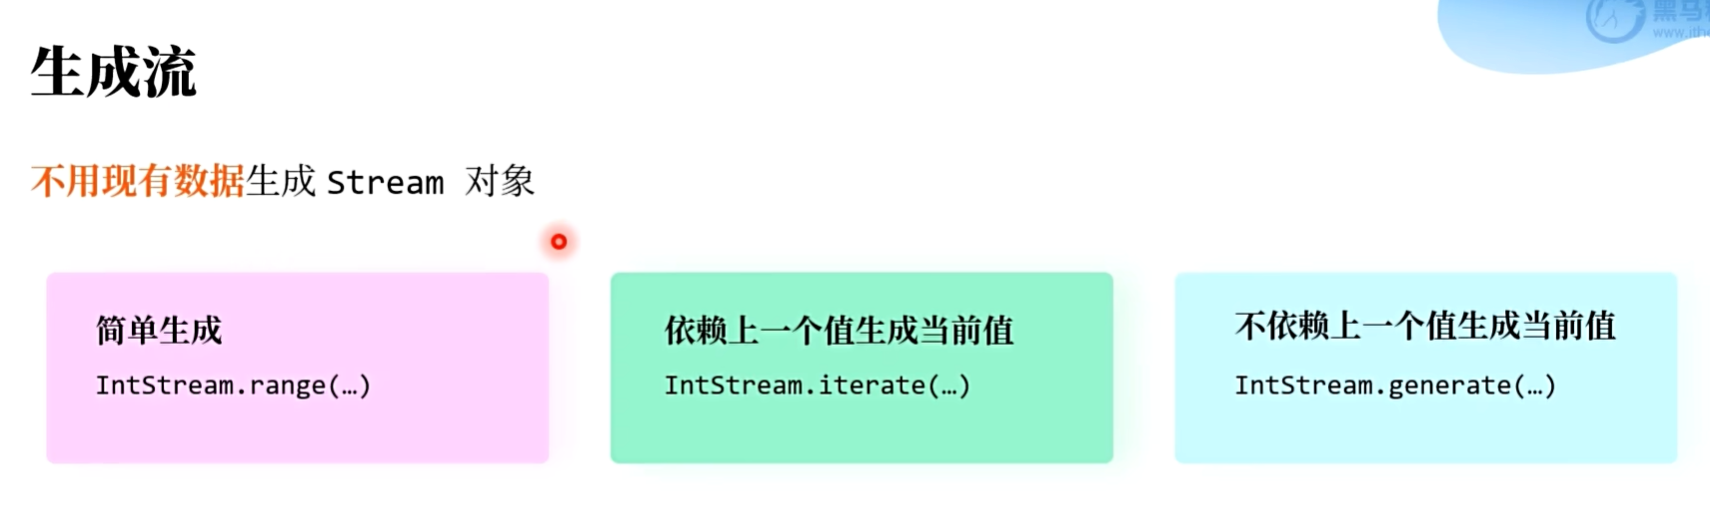 生成流
不用现有数据生成 Stream 对象
简单生成
IntStream.range(…)
依赖上一个值生成当前值
IntStream.iterate(…)
不依赖上一个值生成当前值
IntStream.generate(…)
黑马
www.ith